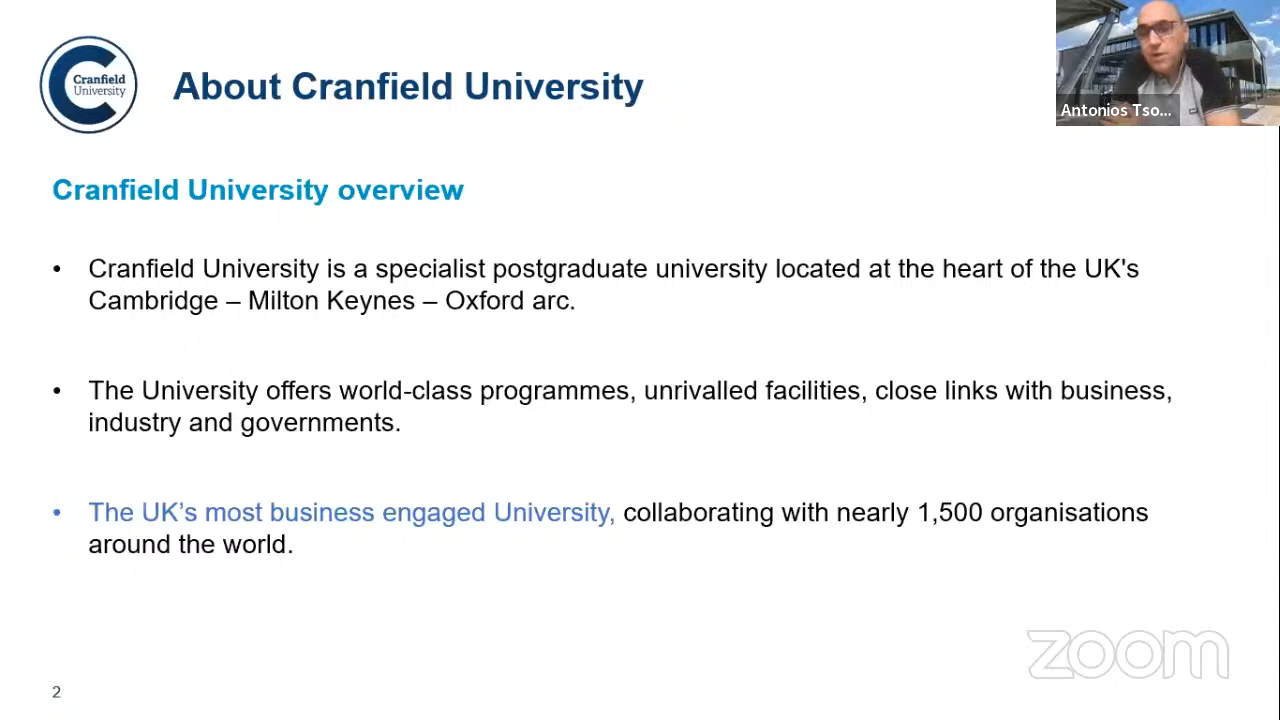 Cranfield
University
About Cranfield University
Antonios Tso...
Cranfield University overview
• Cranfield University is a specialist postgraduate university located at the heart of the UK's
Cambridge – Milton Keynes – Oxford arc.
• The University offers world-class programmes, unrivalled facilities, close links with business,
industry and governments.
• The UK’s most business engaged University, collaborating with nearly 1,500 organisations
around the world.
zoom
2